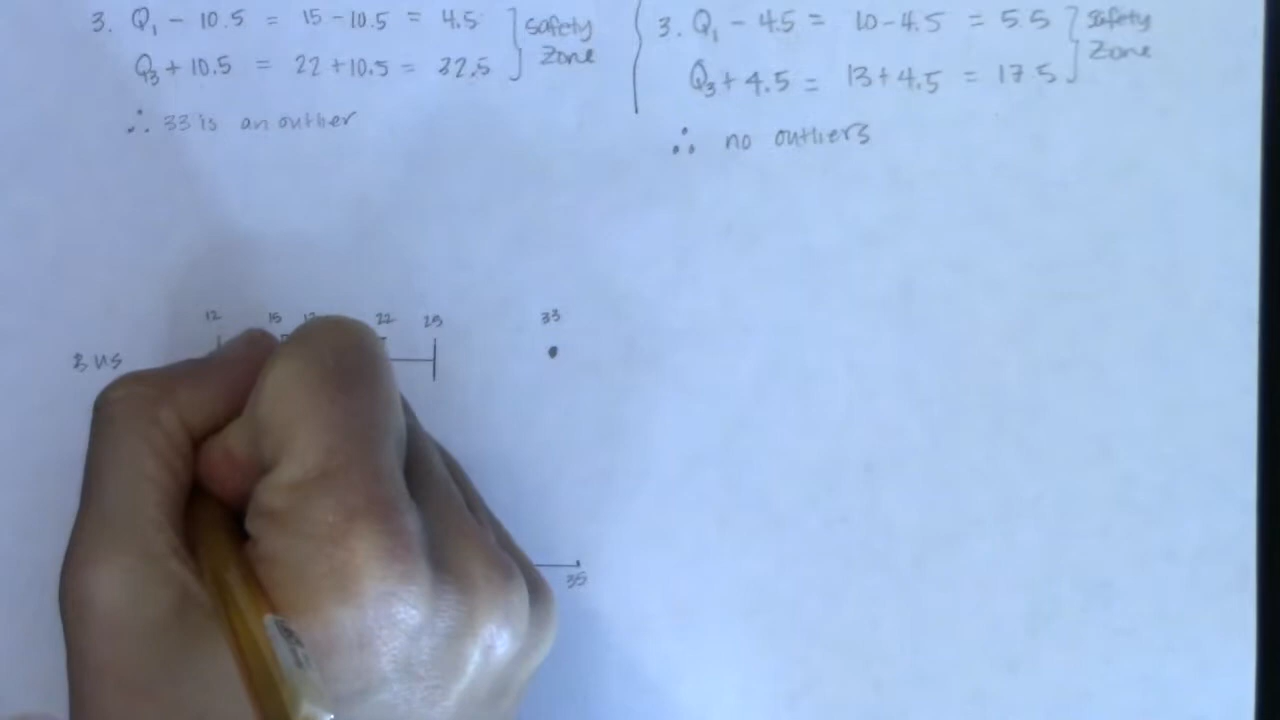 3. Q₁ − 10.5 = 15 − 10.5 = 4.5
Q₃ + 10.5 = 22 + 10.5 = 32.5
Safety
Zone
∴ 33 is an outlier
3. Q₁ − 4.5 = 10 − 4.5 = 5.5
Q₃ + 4.5 = 13 + 4.5 = 17.5
Safety
Zone
∴ no outliers
12 15 22 25 33
Bus
35